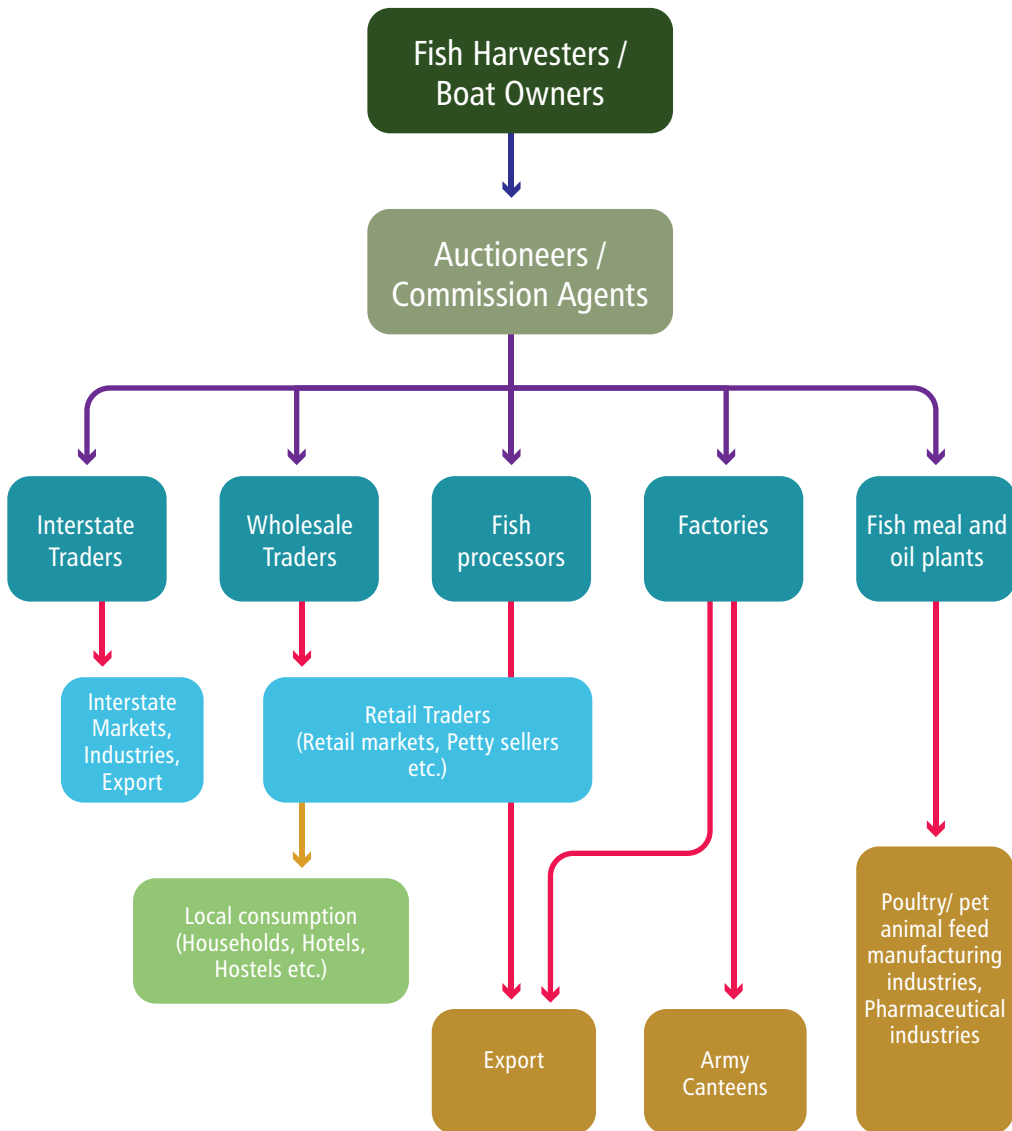 Fish Harvesters /
Boat Owners
Auctioneers /
Commission Agents
Interstate
Traders
Wholesale
Traders
Fish
processors
Factories
Fish meal and
oil plants
Interstate
Markets,
Industries,
Export
Retail Traders
(Retail markets, Petty sellers
etc.)
Local consumption
(Households, Hotels,
Hostels etc.)
Export
Army
Canteens
Poultry/ pet
animal feed
manufacturing
industries,
Pharmaceutical
industries